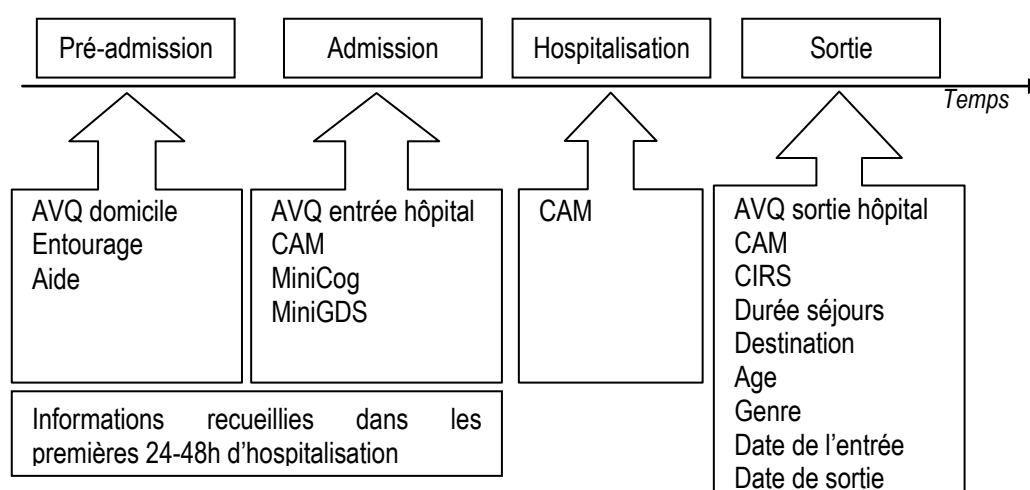 Pré-admission
Admission
Hospitalisation
Sortie
Temps
AVQ domicile
Entourage
Aide
AVQ entrée hôpital
CAM
MiniCog
MiniGDS
CAM
AVQ sortie hôpital
CAM
CIRS
Durée séjours
Destination
Age
Genre
Date de l'entrée
Date de sortie
Informations recueillies dans les
premières 24-48h d'hospitalisation